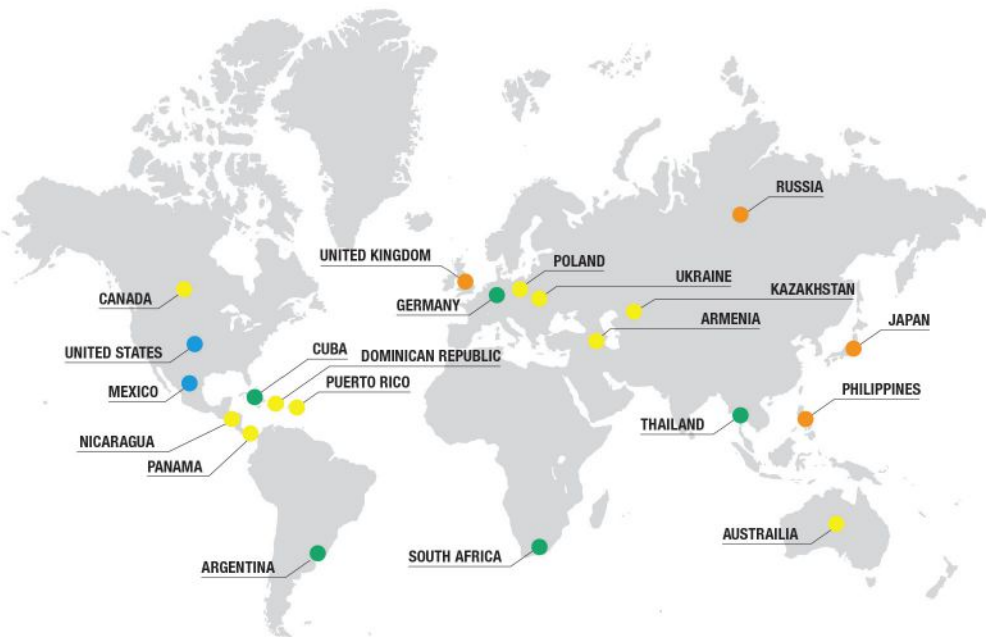 RUSSIA
UNITED KINGDOM
POLAND
UKRAINE
CANADA
GERMANY
KAZAKHSTAN
ARMENIA
JAPAN
UNITED STATES
CUBA
DOMINICAN REPUBLIC
PUERTO RICO
MEXICO
PHILIPPINES
THAILAND
NICARAGUA
PANAMA
AUSTRAILIA
SOUTH AFRICA
ARGENTINA